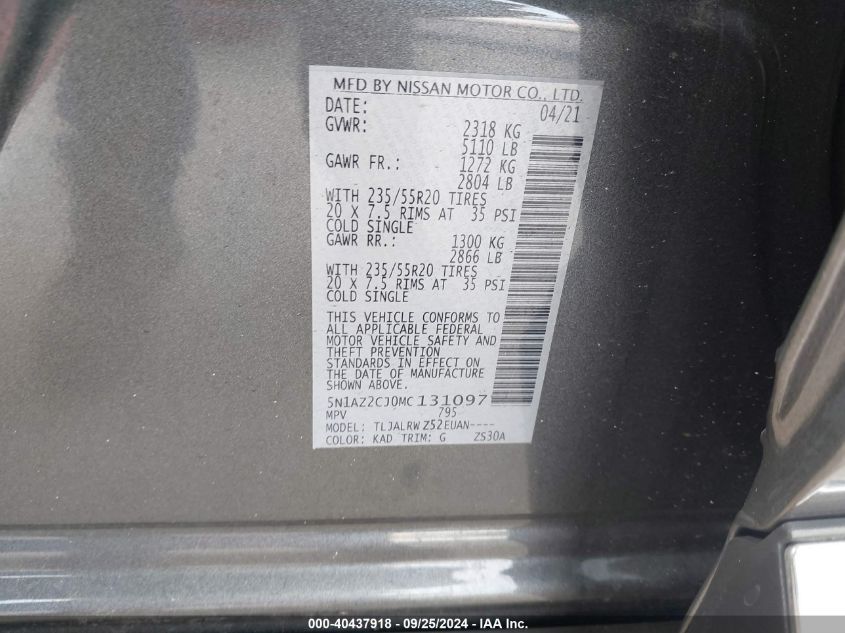 MFD BY NISSAN MOTOR CO., LTD.
DATE: 04/21
GVWR: 2318 KG
5110 LB
GAWR FR.: 1272 KG
2804 LB
WITH 235/55R20 TIRES
20 X 7.5 RIMS AT 35 PSI
COLD SINGLE
GAWR RR.: 1300 KG
2866 LB
WITH 235/55R20 TIRES
20 X 7.5 RIMS AT 35 PSI
COLD SINGLE
THIS VEHICLE CONFORMS TO
ALL APPLICABLE FEDERAL
MOTOR VEHICLE SAFETY AND
THEFT PREVENTION
STANDARDS IN EFFECT ON
THE DATE OF MANUFACTURE
SHOWN ABOVE.
5N1AZ2CJ0MC131097
MPV 795
MODEL: TLJALRWZ52EUAN----
COLOR: KAD TRIM: G ZS30A
000-40437918 - 09/25/2024 - IAA Inc.